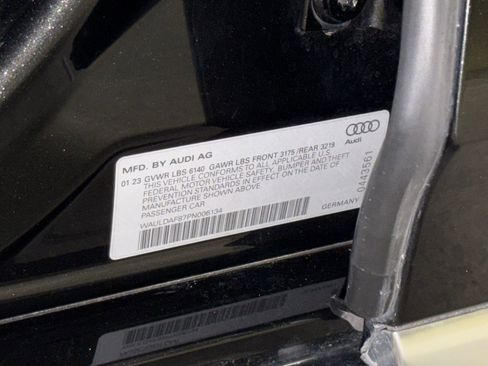 MFD. BY AUDI AG
Audi
01 23 GVWR LBS 6140 GAWR LBS FRONT 3175 /REAR 3219
THIS VEHICLE CONFORMS TO ALL APPLICABLE U.S.
FEDERAL MOTOR VEHICLE SAFETY, BUMPER AND THEFT
PREVENTION STANDARDS IN EFFECT ON THE DATE OF
MANUFACTURE SHOWN ABOVE.
PASSENGER CAR
WAULDAF87PN006134
GERMANY
0443561